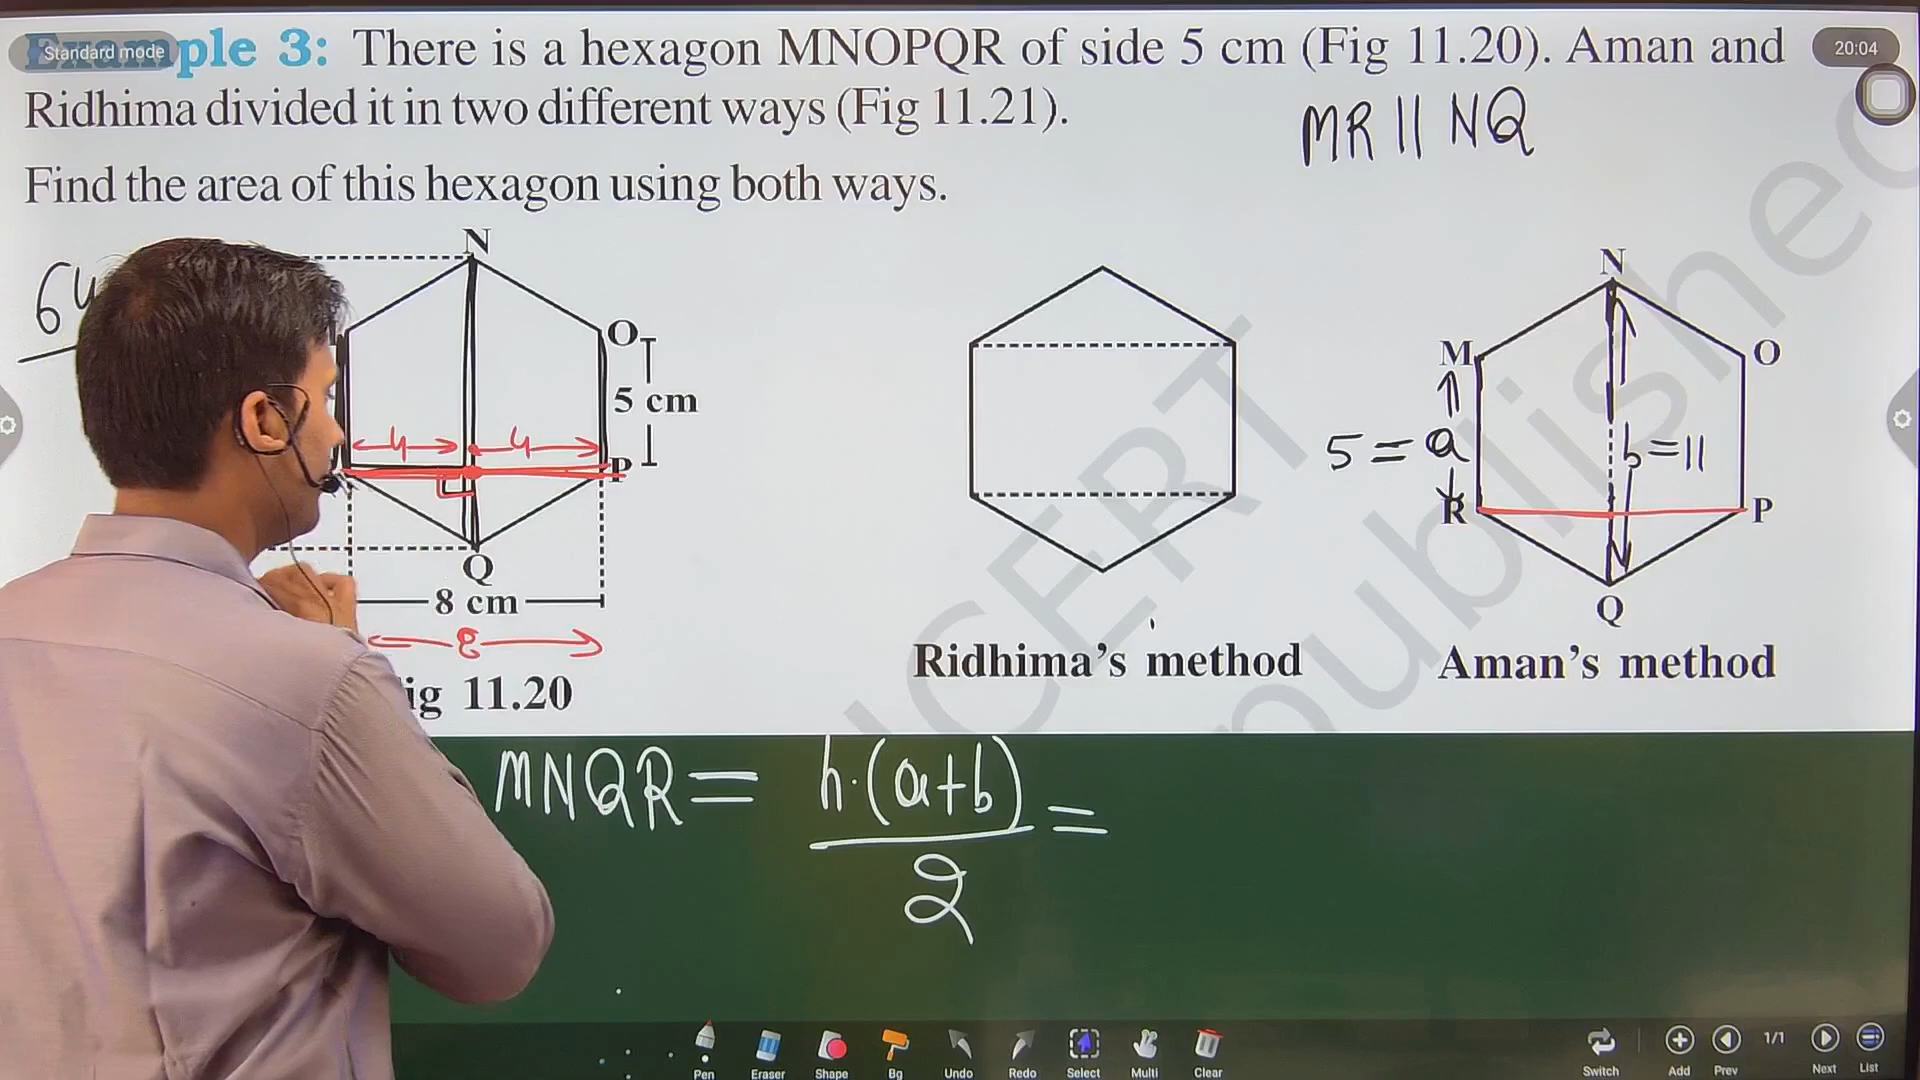 Standard mode
ple 3: There is a hexagon MNOPQR of side 5 cm (Fig 11.20). Aman and
20:04
Ridhima divided it in two different ways (Fig 11.21).
MR || NQ
Find the area of this hexagon using both ways.
64
N
O
5 cm
4 4
P
Q
8 cm
8
ig 11.20
Ridhima's method
N
M O
5 = a b = 11
R P
Q
Aman's method
NCERT
published
MNQR = h·(a+b) =
2
Pen Eraser Shape Bg Undo Redo Select Multi Clear Switch Add Prev 1/1 Next List